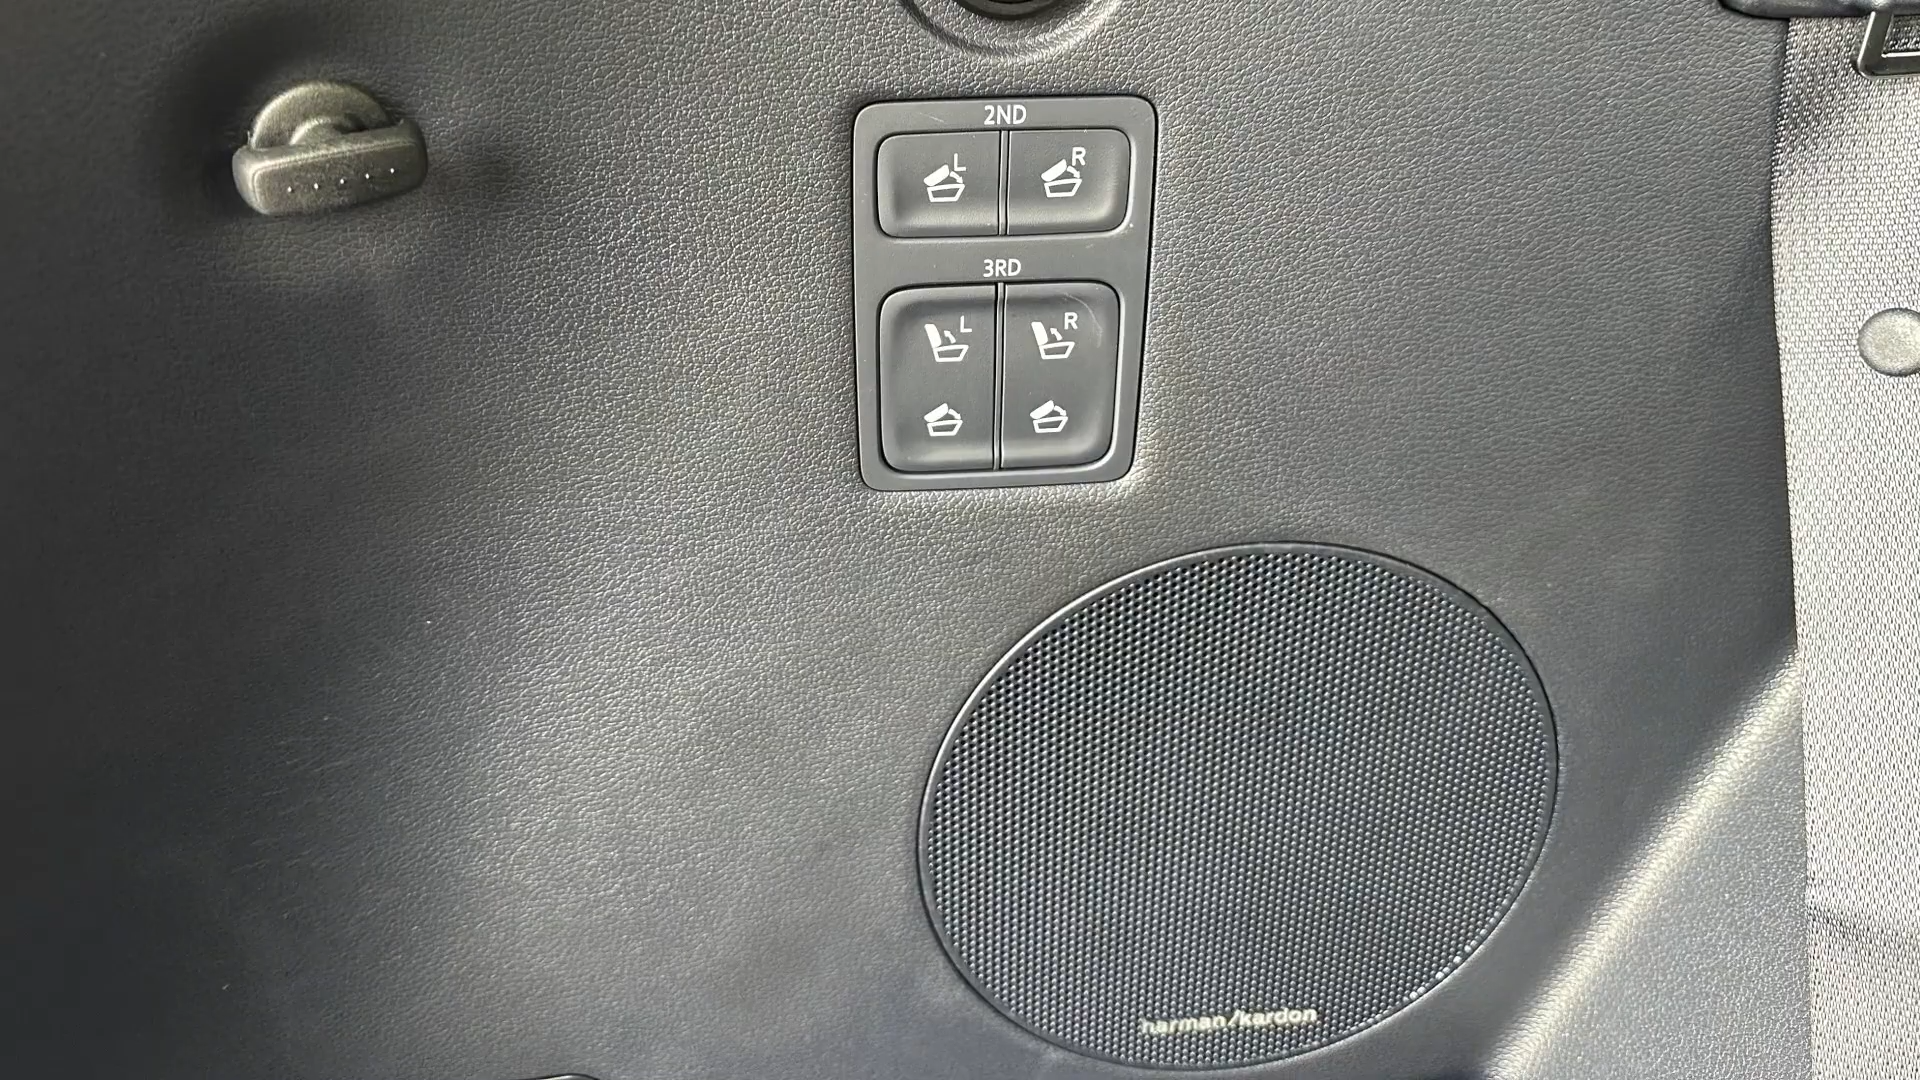 2ND
L R
3RD
L R
harman/kardon